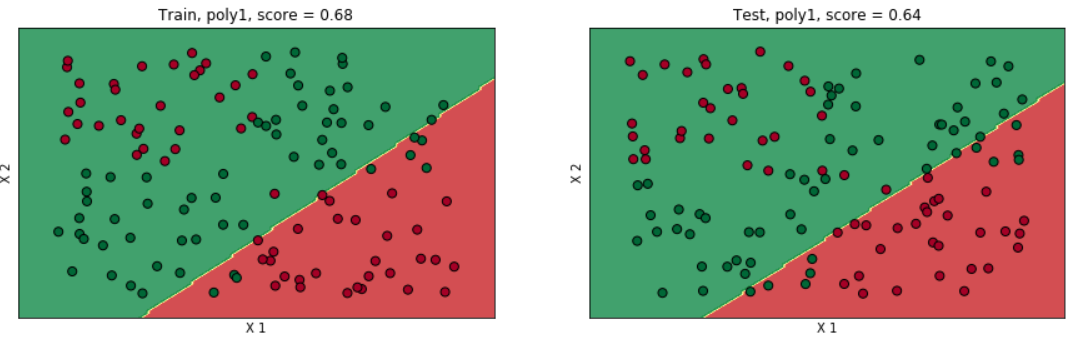 Train, poly1, score = 0.68
X 2
X 1
Test, poly1, score = 0.64
X 2
X 1